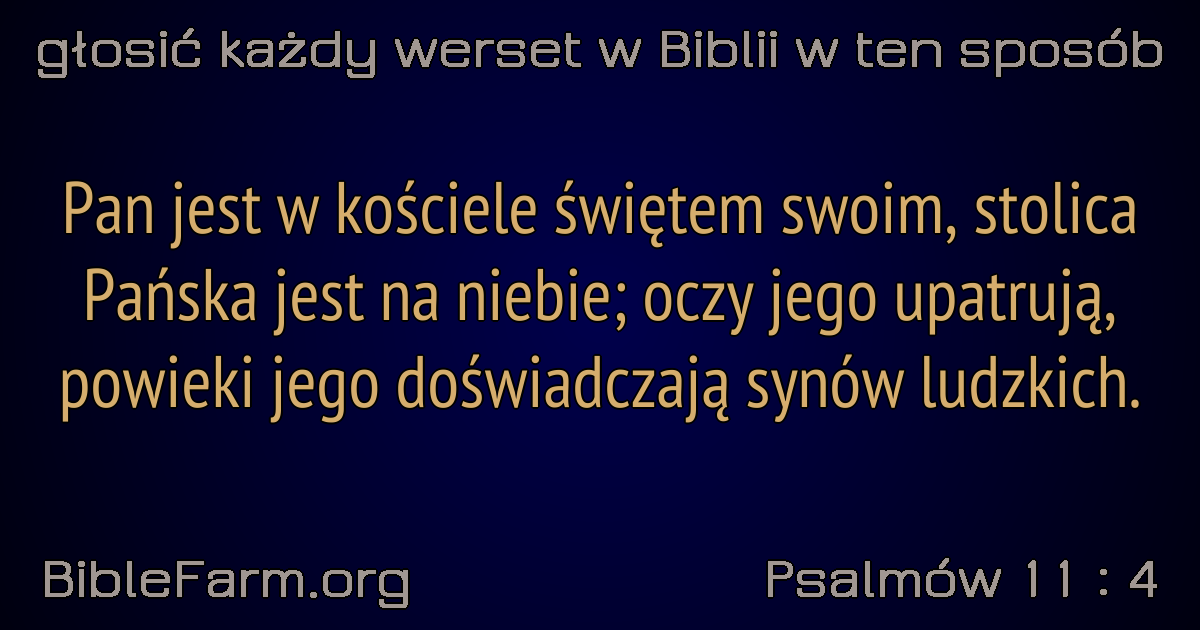 głosić każdy werset w Biblii w ten sposób
Pan jest w kościele świętem swoim, stolica
Pańska jest na niebie; oczy jego upatrują,
powieki jego doświadczają synów ludzkich.
BibleFarm.org
Psalmów 11 : 4